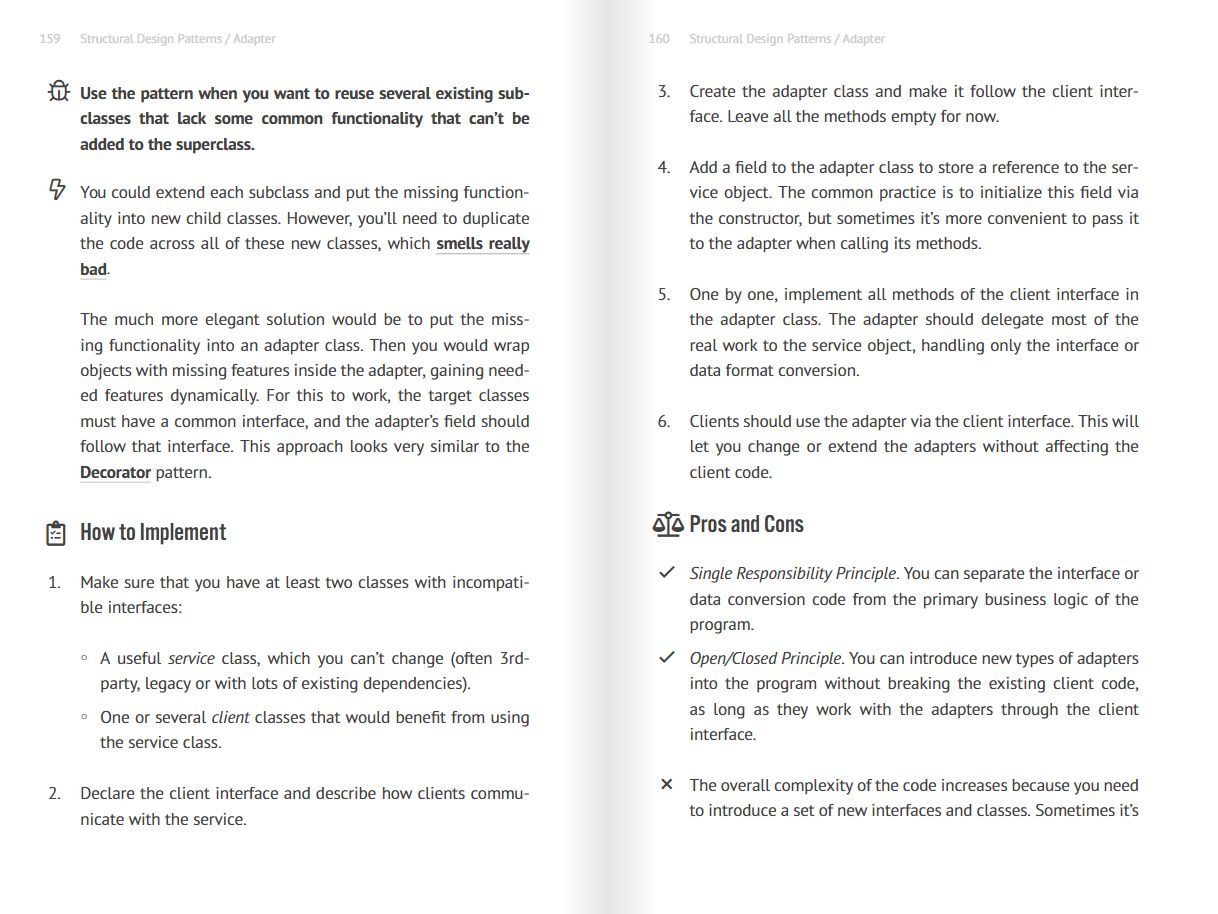 159 Structural Design Patterns / Adapter
Use the pattern when you want to reuse several existing sub-
classes that lack some common functionality that can’t be
added to the superclass.
You could extend each subclass and put the missing function-
ality into new child classes. However, you’ll need to duplicate
the code across all of these new classes, which smells really
bad.
The much more elegant solution would be to put the miss-
ing functionality into an adapter class. Then you would wrap
objects with missing features inside the adapter, gaining need-
ed features dynamically. For this to work, the target classes
must have a common interface, and the adapter’s field should
follow that interface. This approach looks very similar to the
Decorator pattern.
How to Implement
1. Make sure that you have at least two classes with incompati-
ble interfaces:
◦ A useful service class, which you can’t change (often 3rd-
party, legacy or with lots of existing dependencies).
◦ One or several client classes that would benefit from using
the service class.
2. Declare the client interface and describe how clients commu-
nicate with the service.
160 Structural Design Patterns / Adapter
3. Create the adapter class and make it follow the client inter-
face. Leave all the methods empty for now.
4. Add a field to the adapter class to store a reference to the ser-
vice object. The common practice is to initialize this field via
the constructor, but sometimes it’s more convenient to pass it
to the adapter when calling its methods.
5. One by one, implement all methods of the client interface in
the adapter class. The adapter should delegate most of the
real work to the service object, handling only the interface or
data format conversion.
6. Clients should use the adapter via the client interface. This will
let you change or extend the adapters without affecting the
client code.
Pros and Cons
Single Responsibility Principle. You can separate the interface or
data conversion code from the primary business logic of the
program.
Open/Closed Principle. You can introduce new types of adapters
into the program without breaking the existing client code,
as long as they work with the adapters through the client
interface.
The overall complexity of the code increases because you need
to introduce a set of new interfaces and classes. Sometimes it’s